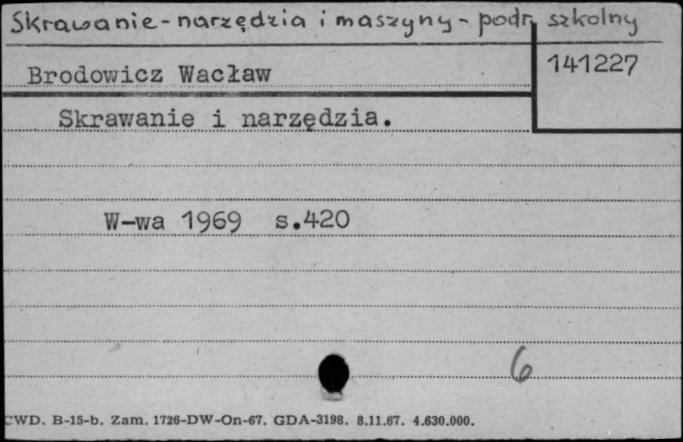 Skrawanie - narzędzia i maszyny - podr. szkolny
Brodowicz Wacław
141227
Skrawanie i narzędzia.
W-wa 1969 s.420
6
CWD. B-15-b. Zam. 1726-DW-On-67. GDA-3198. 8.11.67. 4.630.000.